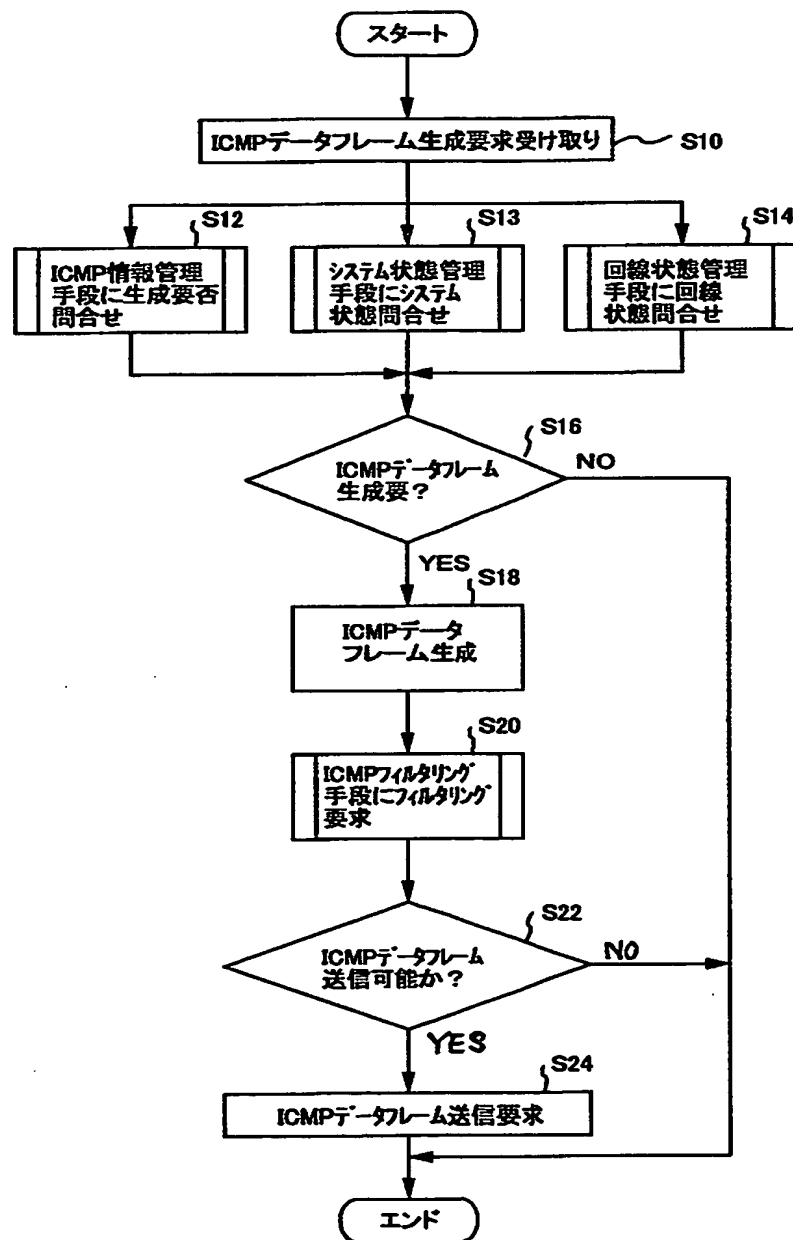 スタート
ICMPデータフレーム生成要求受け取り
S10
S12
ICMP情報管理
手段に生成要否
問合せ
S13
システム状態管理
手段にシステム
状態問合せ
S14
回線状態管理
手段に回線
状態問合せ
S16
ICMPデータフレーム
生成要？
NO
YES
S18
ICMPデータ
フレーム生成
S20
ICMPフィルタリング
手段にフィルタリング
要求
S22
ICMPデータフレーム
送信可能か？
NO
YES
S24
ICMPデータフレーム送信要求
エンド